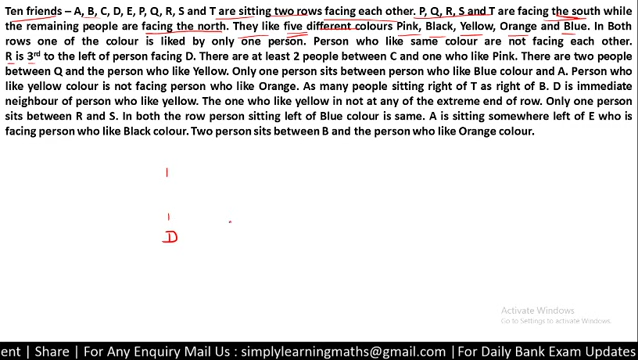 Ten friends – A, B, C, D, E, P, Q, R, S and T are sitting two rows facing each other. P, Q, R, S and T are facing the south while
the remaining people are facing the north. They like five different colours Pink, Black, Yellow, Orange and Blue. In Both
rows one of the colour is liked by only one person. Person who like same colour are not facing each other.
R is 3rd to the left of person facing D. There are at least 2 people between C and one who like Pink. There are two people
between Q and the person who like Yellow. Only one person sits between person who like Blue colour and A. Person who
like yellow colour is not facing person who like Orange. As many people sitting right of T as right of B. D is immediate
neighbour of person who like yellow. The one who like yellow in not at any of the extreme end of row. Only one person
sits between R and S. In both the row person sitting left of Blue colour is same. A is sitting somewhere left of E who is
facing person who like Black colour. Two person sits between B and the person who like Orange colour.
D
Activate Windows
Go to Settings to activate Windows.
ent | Share | For Any Enquiry Mail Us : simplylearningmaths@gmail.com |For Daily Bank Exam Updates